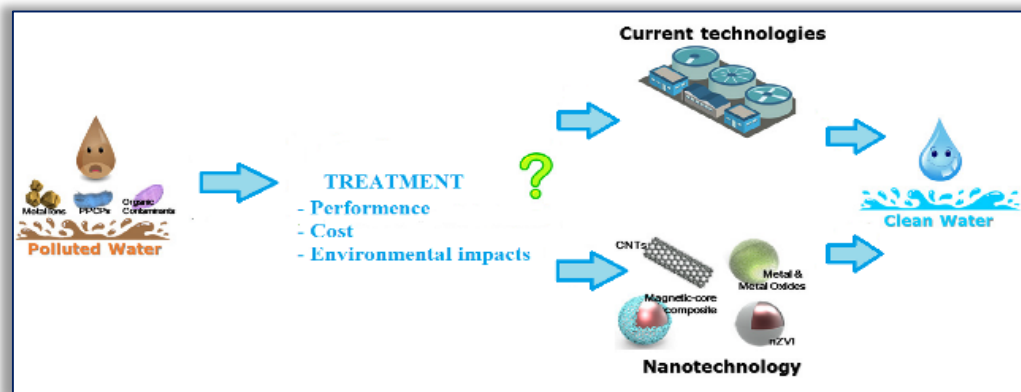 Current technologies
Metal Ions
PPCPs
Organic
Contaminants
Polluted Water
TREATMENT
- Performence
- Cost
- Environmental impacts
?
Clean Water
CNTs
Metal &
Metal Oxides
Magnetic-core
composite
nZVI
Nanotechnology